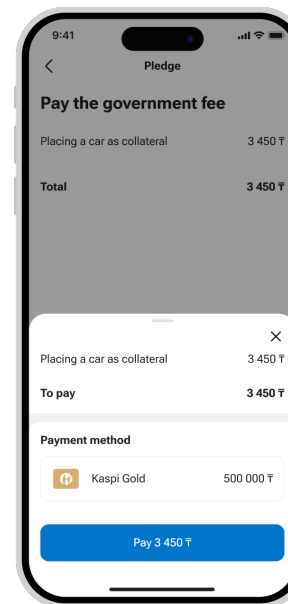 9:41
Pledge
Pay the government fee
Placing a car as collateral 3 450 ₸
Total 3 450 ₸
Placing a car as collateral 3 450 ₸
To pay 3 450 ₸
Payment method
Kaspi Gold 500 000 ₸
Pay 3 450 ₸